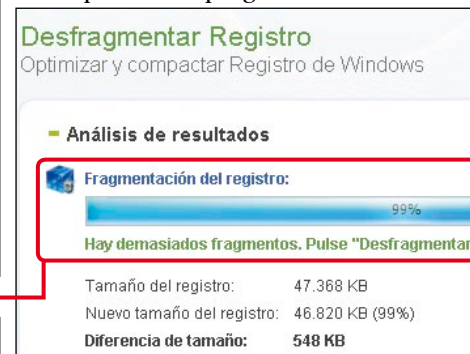 Desfragmentar Registro
Optimizar y compactar Registro de Windows
Análisis de resultados
Fragmentación del registro:
99%
Hay demasiados fragmentos. Pulse "Desfragmentar
Tamaño del registro: 47.368 KB
Nuevo tamaño del registro: 46.820 KB (99%)
Diferencia de tamaño: 548 KB